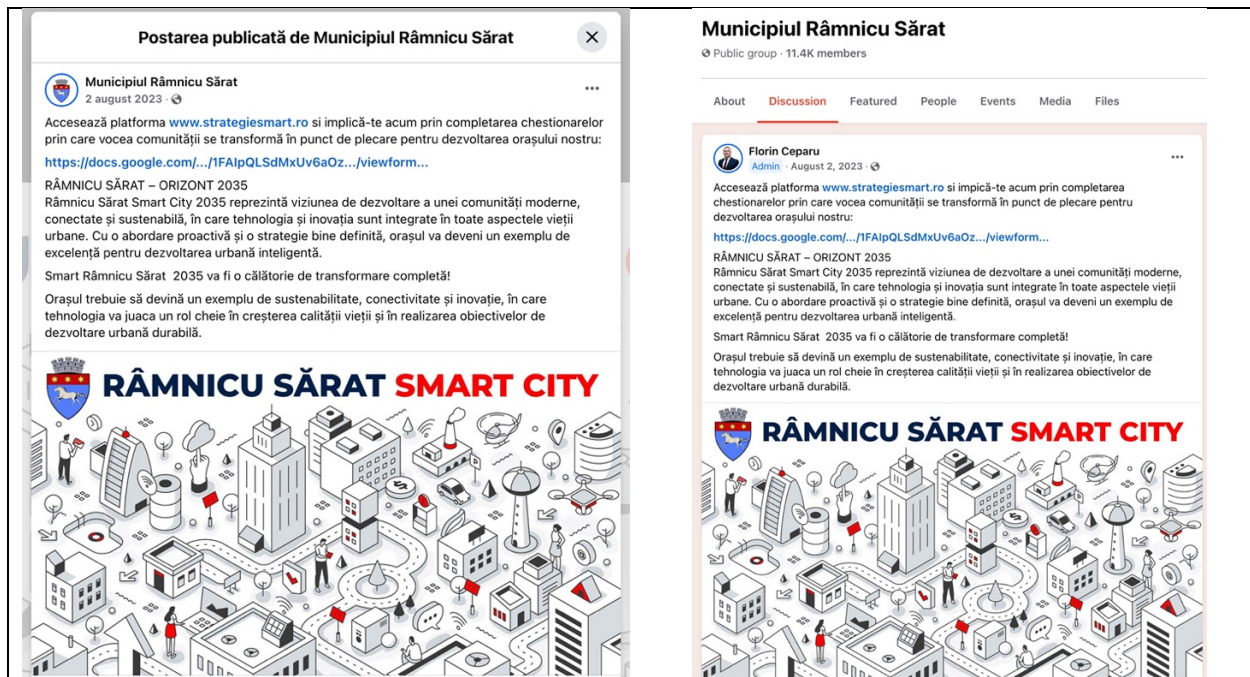 Postarea publicată de Municipiul Râmnicu Sărat
Municipiul Râmnicu Sărat
2 august 2023 ·
Accesează platforma www.strategiesmart.ro si implică-te acum prin completarea chestionarelor
prin care vocea comunității se transformă în punct de plecare pentru dezvoltarea orașului nostru:
https://docs.google.com/.../1FAIpQLSdMxUv6aOz.../viewform...
RÂMNICU SĂRAT – ORIZONT 2035
Râmnicu Sărat Smart City 2035 reprezintă viziunea de dezvoltare a unei comunități moderne,
conectate și sustenabilă, în care tehnologia și inovația sunt integrate în toate aspectele vieții
urbane. Cu o abordare proactivă și o strategie bine definită, orașul va deveni un exemplu de
excelență pentru dezvoltarea urbană inteligentă.
Smart Râmnicu Sărat 2035 va fi o călătorie de transformare completă!
Orașul trebuie să devină un exemplu de sustenabilitate, conectivitate și inovație, în care
tehnologia va juaca un rol cheie în creșterea calității vieții și în realizarea obiectivelor de
dezvoltare urbană durabilă.
RÂMNICU SĂRAT SMART CITY
Municipiul Râmnicu Sărat
Public group · 11.4K members
About Discussion Featured People Events Media Files
Florin Ceparu
Admin · August 2, 2023 ·
Accesează platforma www.strategiesmart.ro si impică-te acum prin completarea
chestionarelor prin care vocea comunității se transformă în punct de plecare pentru
dezvoltarea orașului nostru:
https://docs.google.com/.../1FAIpQLSdMxUv6aOz.../viewform...
RÂMNICU SĂRAT – ORIZONT 2035
Râmnicu Sărat Smart City 2035 reprezintă viziunea de dezvoltare a unei comunități moderne,
conectate și sustenabilă, în care tehnologia și inovația sunt integrate în toate aspectele vieții
urbane. Cu o abordare proactivă și o strategie bine definită, orașul va deveni un exemplu de
excelență pentru dezvoltarea urbană inteligentă.
Smart Râmnicu Sărat 2035 va fi o călătorie de transformare completă!
Orașul trebuie să devină un exemplu de sustenabilitate, conectivitate și inovație, în care
tehnologia va juaca un rol cheie în creșterea calității vieții și în realizarea obiectivelor de
dezvoltare urbană durabilă.
RÂMNICU SĂRAT SMART CITY